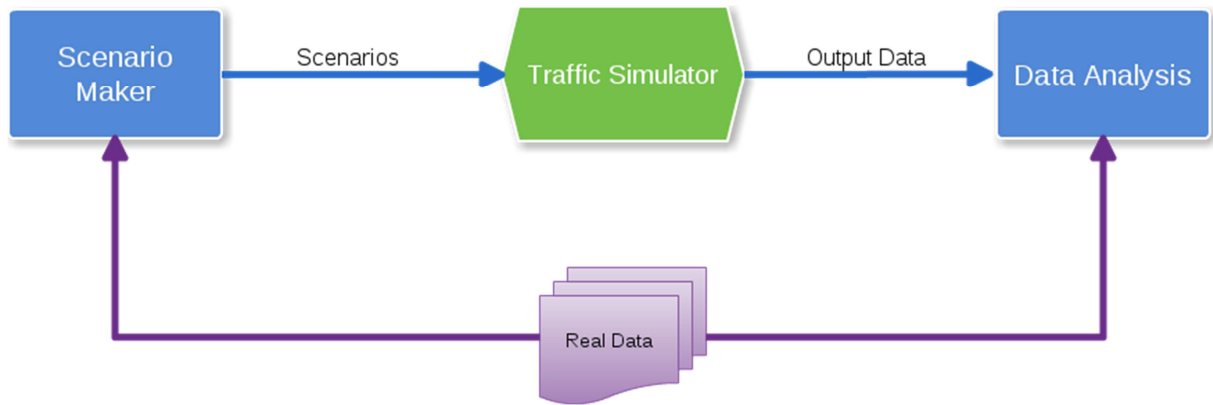 Scenario
Maker
Scenarios
Traffic Simulator
Output Data
Data Analysis
Real Data